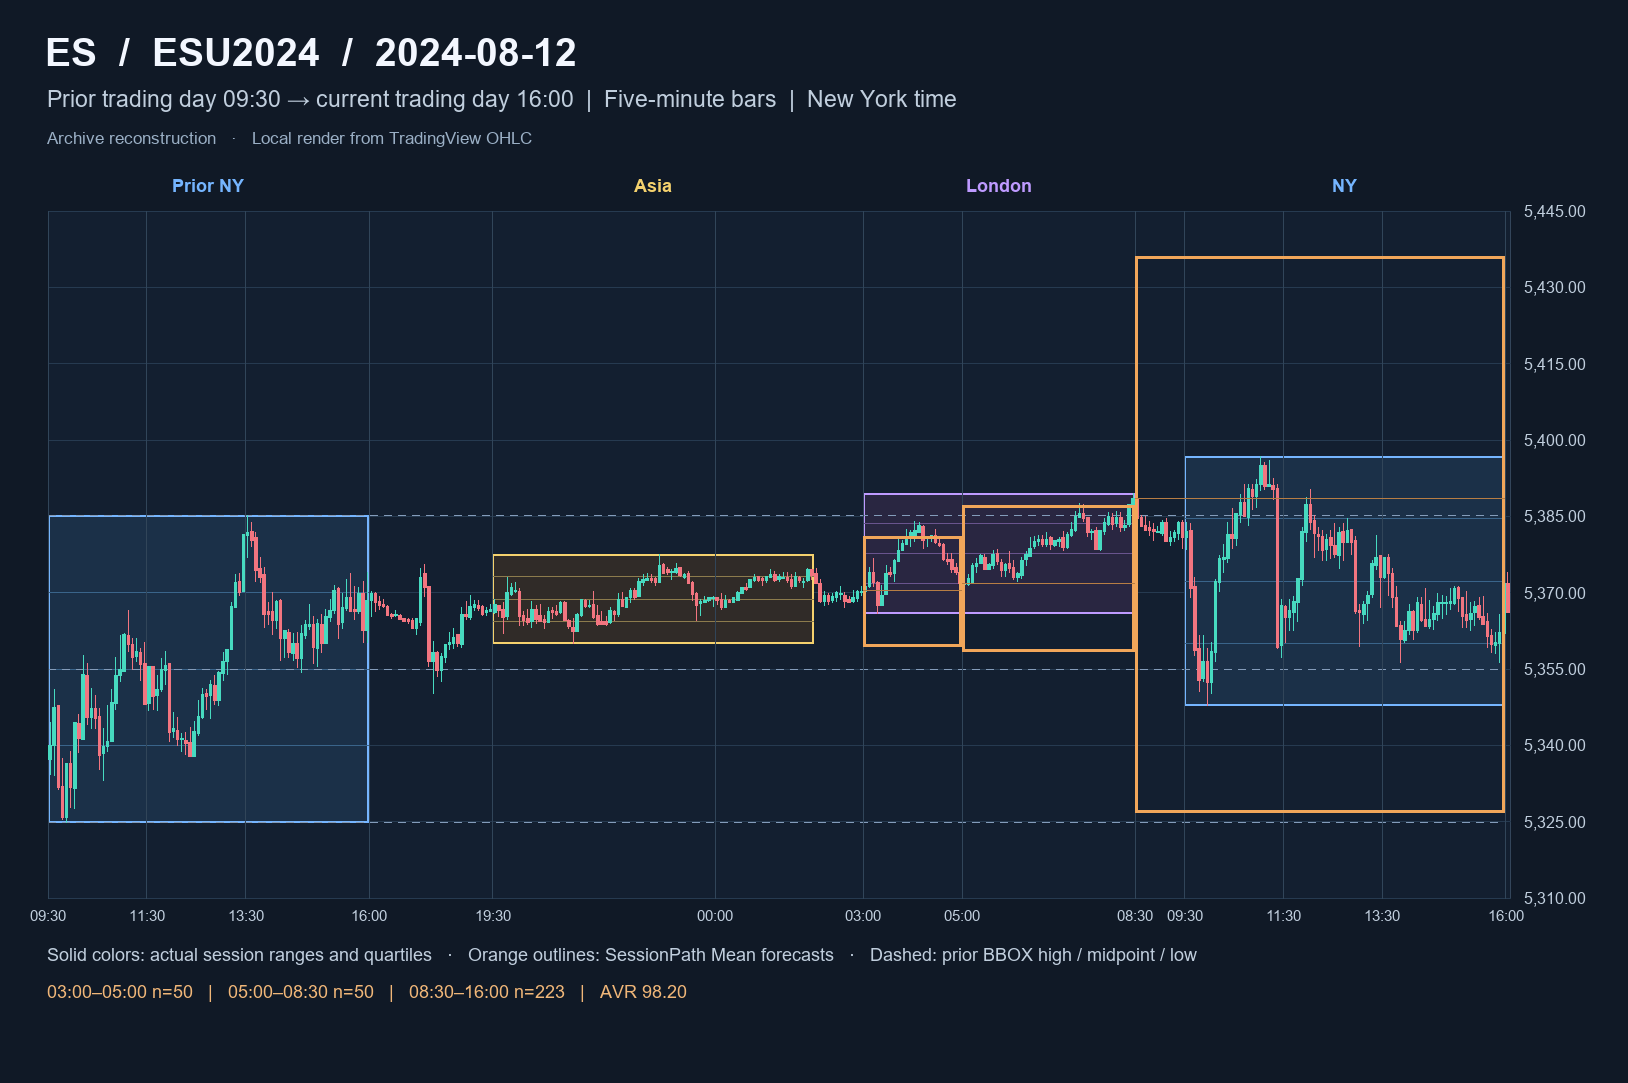 ES / ESU2024 / 2024-08-12
Prior trading day 09:30 → current trading day 16:00 | Five-minute bars | New York time
Archive reconstruction · Local render from TradingView OHLC
Prior NY Asia London NY
5,445.00
5,430.00
5,415.00
5,400.00
5,385.00
5,370.00
5,355.00
5,340.00
5,325.00
5,310.00
09:30 11:30 13:30 16:00 19:30 00:00 03:00 05:00 08:30 09:30 11:30 13:30 16:00
Solid colors: actual session ranges and quartiles · Orange outlines: SessionPath Mean forecasts · Dashed: prior BBOX high / midpoint / low
03:00–05:00 n=50 | 05:00–08:30 n=50 | 08:30–16:00 n=223 | AVR 98.20